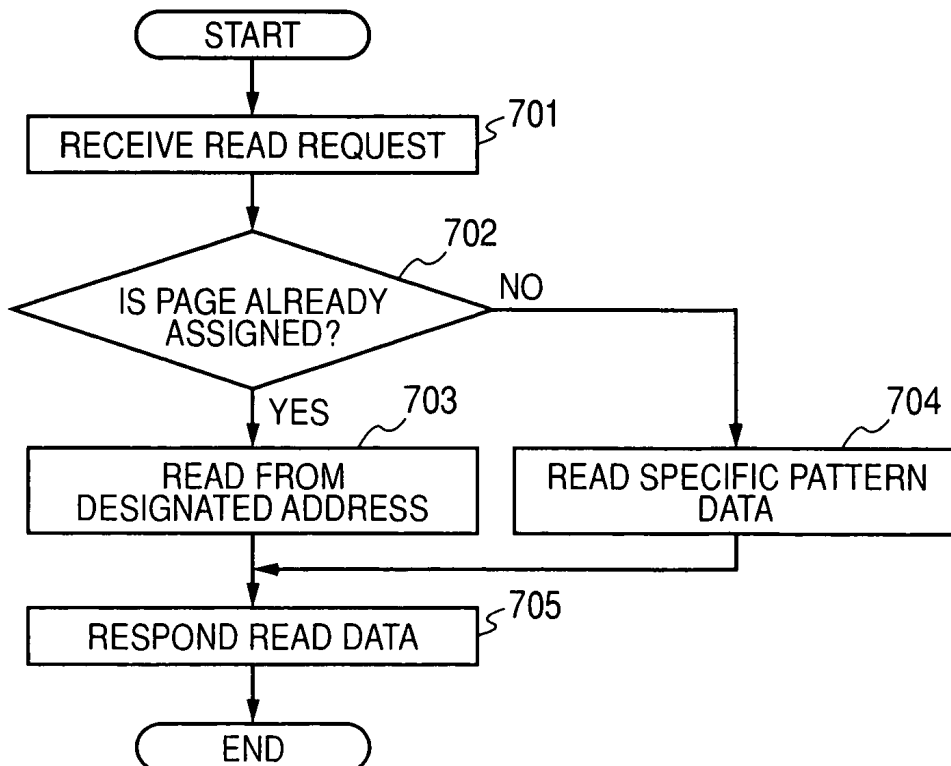 START
701
RECEIVE READ REQUEST
702
NO
IS PAGE ALREADY
ASSIGNED?
YES
703
704
READ FROM
DESIGNATED ADDRESS
READ SPECIFIC PATTERN
DATA
705
RESPOND READ DATA
END